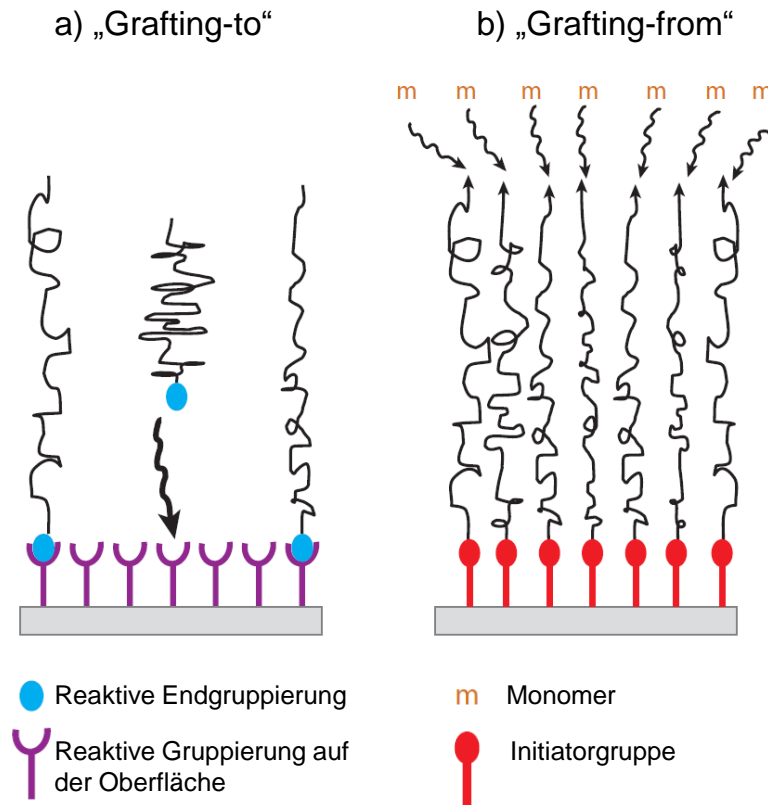 a) „Grafting-to“
b) „Grafting-from“
m m m m m m m
Reaktive Endgruppierung
Reaktive Gruppierung auf
der Oberfläche
m Monomer
Initiatorgruppe